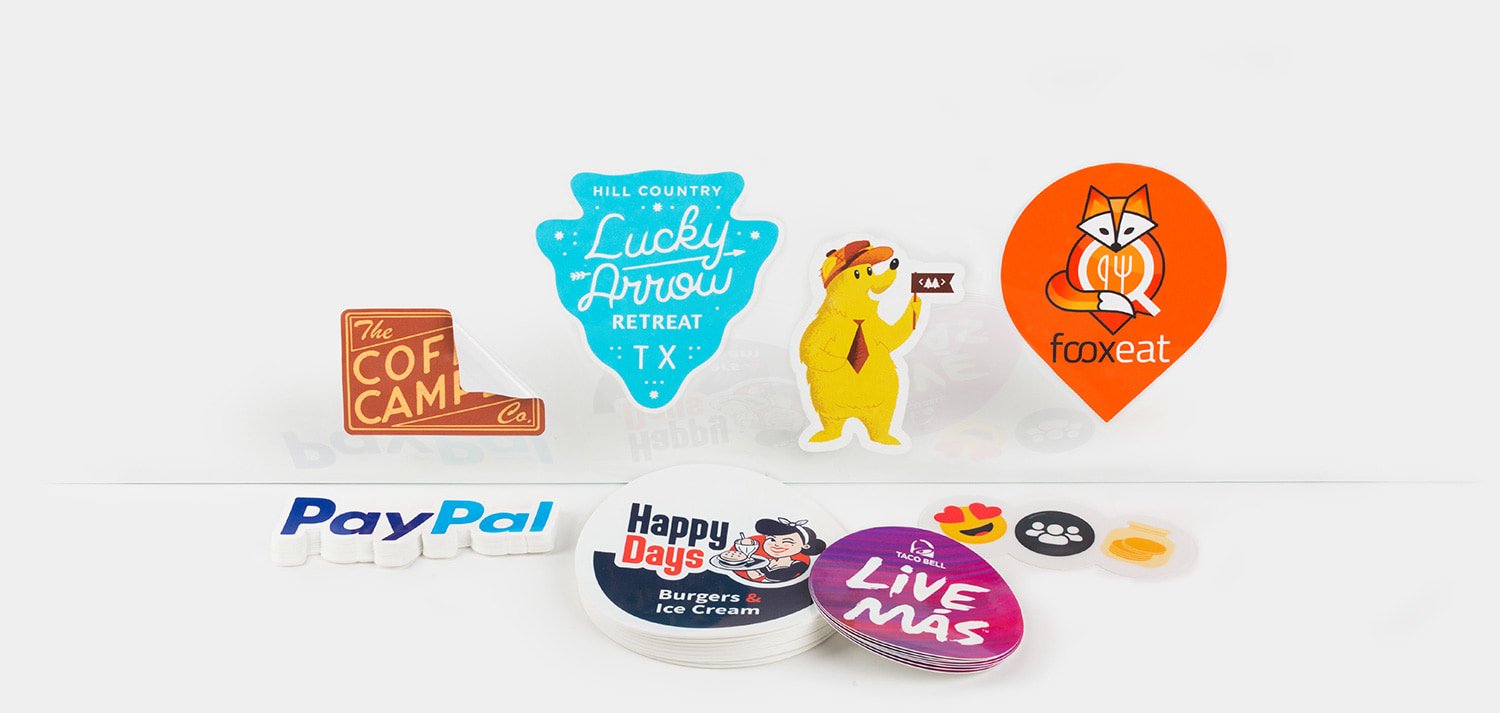 HILL COUNTRY
Lucky
Arrow
RETREAT
TX
fooxeat
The
CAMP
Co.
PayPal
Happy
Days
Burgers &
Ice Cream
TACO BELL
LiVE
MÁS
TM